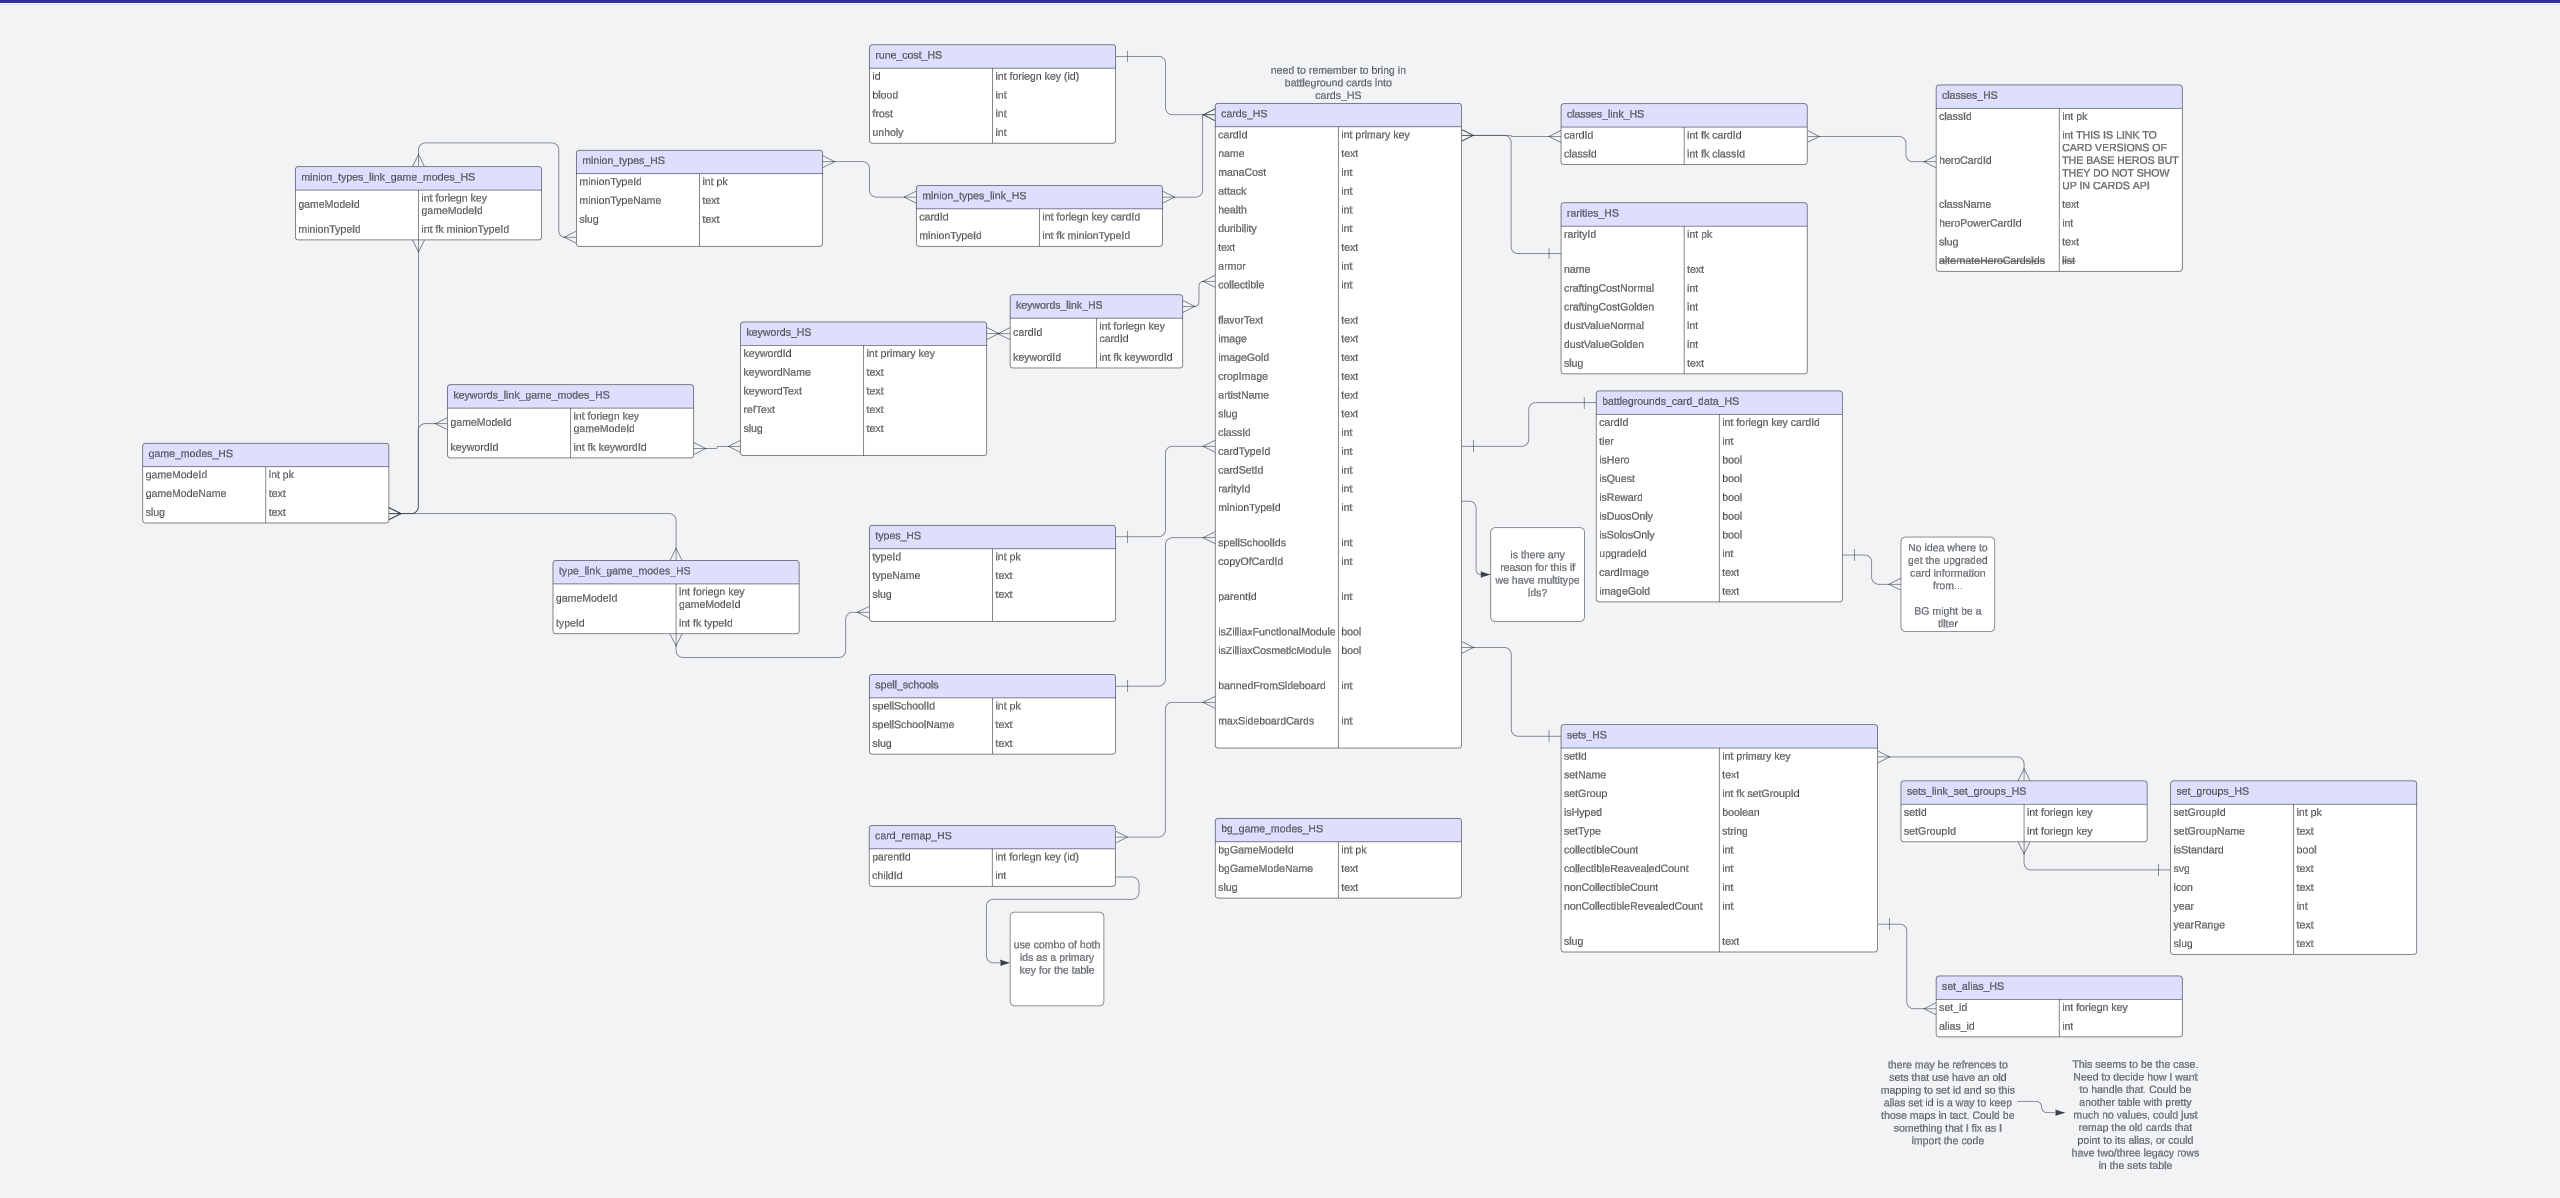 rune_cost_HS
id int foriegn key (id)
blood int
frost int
unholy int
need to remember to bring in
battleground cards into
cards_HS
cards_HS
cardId int primary key
name text
manaCost int
attack int
health int
duribility int
text text
armor int
collectible int
flavorText text
image text
imageGold text
cropImage text
artistName text
slug text
classId int
cardTypeId int
cardSetId int
rarityId int
minionTypeId int
spellSchoolIds int
copyOfCardId int
parentId int
isZilliaxFunctionalModule bool
isZilliaxCosmeticModule bool
bannedFromSideboard int
maxSideboardCards int
classes_link_HS
cardId int fk cardId
classId int fk classId
classes_HS
classId int pk
heroCardId int THIS IS LINK TO
CARD VERSIONS OF
THE BASE HEROS BUT
THEY DO NOT SHOW
UP IN CARDS API
className text
heroPowerCardId int
slug text
alternateHeroCardsIds list
minion_types_link_game_modes_HS
gameModeId int foriegn key
gameModeId
minionTypeId int fk minionTypeId
minion_types_HS
minionTypeId int pk
minionTypeName text
slug text
minion_types_link_HS
cardId int foriegn key cardId
minionTypeId int fk minionTypeId
rarities_HS
rarityId int pk
name text
craftingCostNormal int
craftingCostGolden int
dustValueNormal int
dustValueGolden int
slug text
keywords_link_HS
cardId int foriegn key
cardId
keywordId int fk keywordId
keywords_HS
keywordId int primary key
keywordName text
keywordText text
refText text
slug text
keywords_link_game_modes_HS
gameModeId int foriegn key
gameModeId
keywordId int fk keywordId
game_modes_HS
gameModeId int pk
gameModeName text
slug text
battlegrounds_card_data_HS
cardId int foriegn key cardId
tier int
isHero bool
isQuest bool
isReward bool
isDuosOnly bool
isSolosOnly bool
upgradeId int
cardImage text
imageGold text
is there any
reason for this if
we have multitype
ids?
No idea where to
get the upgraded
card information
from...
BG might be a
tilter
type_link_game_modes_HS
gameModeId int foriegn key
gameModeId
typeId int fk typeId
types_HS
typeId int pk
typeName text
slug text
spell_schools
spellSchoolId int pk
spellSchoolName text
slug text
card_remap_HS
parentId int foriegn key (id)
childId int
use combo of both
ids as a primary
key for the table
bg_game_modes_HS
bgGameModeId int pk
bgGameModeName text
slug text
sets_HS
setId int primary key
setName text
setGroup int fk setGroupId
isHyped boolean
setType string
collectibleCount int
collectibleReavealedCount int
nonCollectibleCount int
nonCollectibleRevealedCount int
slug text
sets_link_set_groups_HS
setId int foriegn key
setGroupId int foriegn key
set_groups_HS
setGroupId int pk
setGroupName text
isStandard bool
svg text
icon text
year int
yearRange text
slug text
set_alias_HS
set_id int foriegn key
alias_id int
there may be refrences to
sets that use have an old
mapping to set id and so this
alias set id is a way to keep
those maps in tact. Could be
something that I fix as I
import the code
This seems to be the case.
Need to decide how I want
to handle that. Could be
another table with pretty
much no values, could just
remap the old cards that
point to its alias, or could
have two/three legacy rows
in the sets table